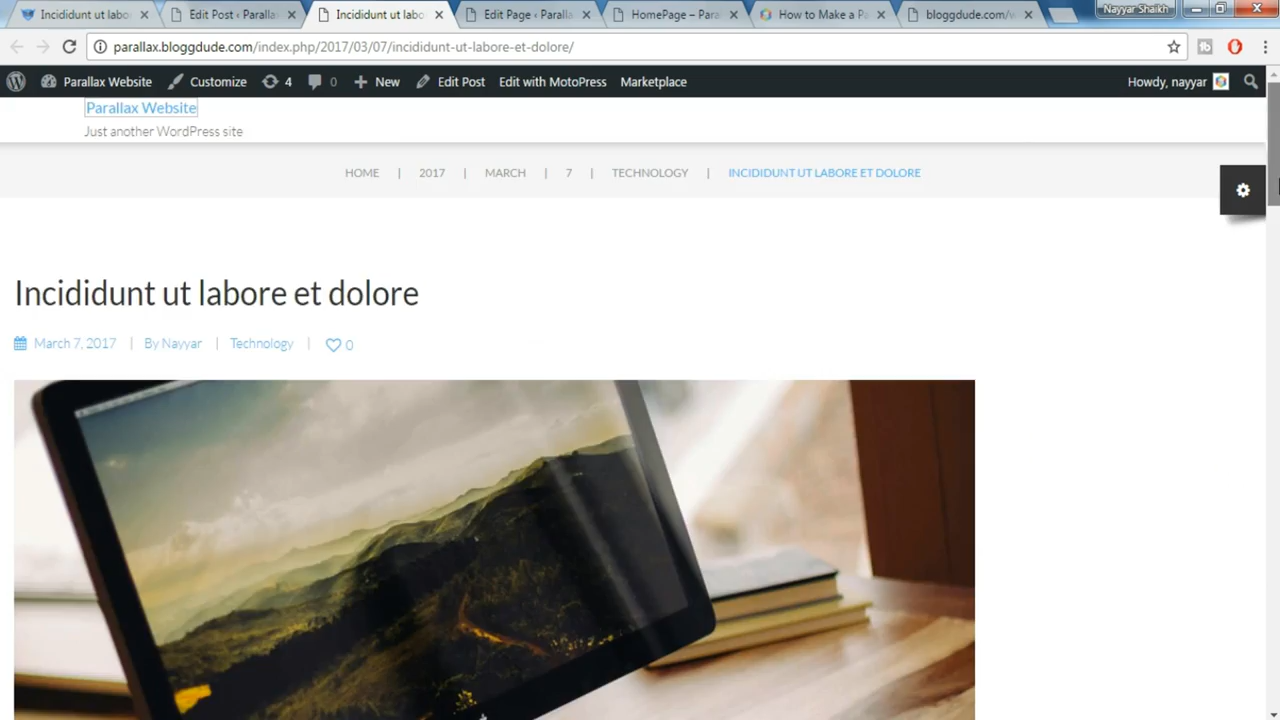 Incididunt ut labo
Edit Post ‹ Paralla
Incididunt ut labo
Edit Page ‹ Paralla
HomePage – Para
How to Make a Pa
bloggdude.com/w
Nayyar Shaikh
parallax.bloggdude.com/index.php/2017/03/07/incididunt-ut-labore-et-dolore/
Parallax Website Customize 4 0 New Edit Post Edit with MotoPress Marketplace Howdy, nayyar
Parallax Website
Just another WordPress site
HOME | 2017 | MARCH | 7 | TECHNOLOGY | INCIDIDUNT UT LABORE ET DOLORE
Incididunt ut labore et dolore
March 7, 2017 | By Nayyar | Technology | 0